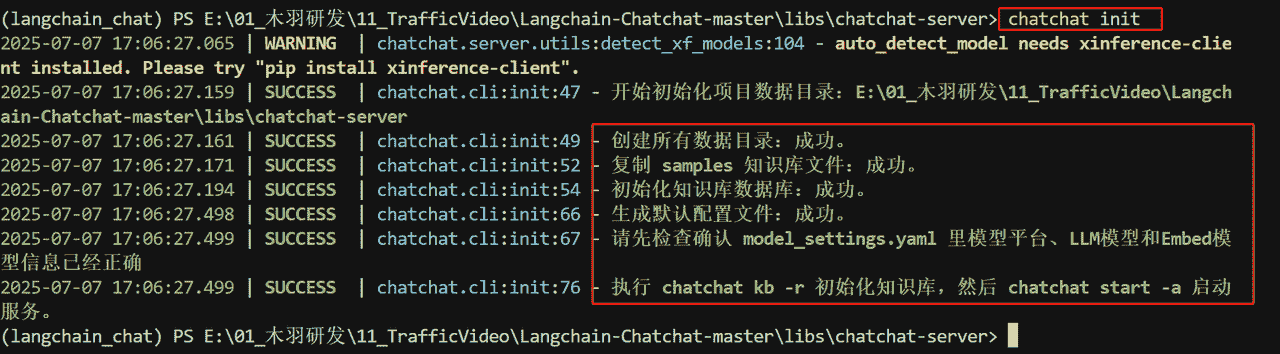 (langchain_chat) PS E:\01_木羽研发\11_TrafficVideo\Langchain-Chatchat-master\libs\chatchat-server> chatchat init
2025-07-07 17:06:27.065 | WARNING  | chatchat.server.utils:detect_xf_models:104 - auto_detect_model needs xinference-clie
nt installed. Please try "pip install xinference-client".
2025-07-07 17:06:27.159 | SUCCESS  | chatchat.cli:init:47 - 开始初始化项目数据目录：E:\01_木羽研发\11_TrafficVideo\Langch
ain-Chatchat-master\libs\chatchat-server
2025-07-07 17:06:27.161 | SUCCESS  | chatchat.cli:init:49 - 创建所有数据目录：成功。
2025-07-07 17:06:27.171 | SUCCESS  | chatchat.cli:init:52 - 复制 samples 知识库文件：成功。
2025-07-07 17:06:27.194 | SUCCESS  | chatchat.cli:init:54 - 初始化知识库数据库：成功。
2025-07-07 17:06:27.498 | SUCCESS  | chatchat.cli:init:66 - 生成默认配置文件：成功。
2025-07-07 17:06:27.499 | SUCCESS  | chatchat.cli:init:67 - 请先检查确认 model_settings.yaml 里模型平台、LLM模型和Embed模
型信息已经正确
2025-07-07 17:06:27.499 | SUCCESS  | chatchat.cli:init:76 - 执行 chatchat kb -r 初始化知识库，然后 chatchat start -a 启动
服务。
(langchain_chat) PS E:\01_木羽研发\11_TrafficVideo\Langchain-Chatchat-master\libs\chatchat-server>